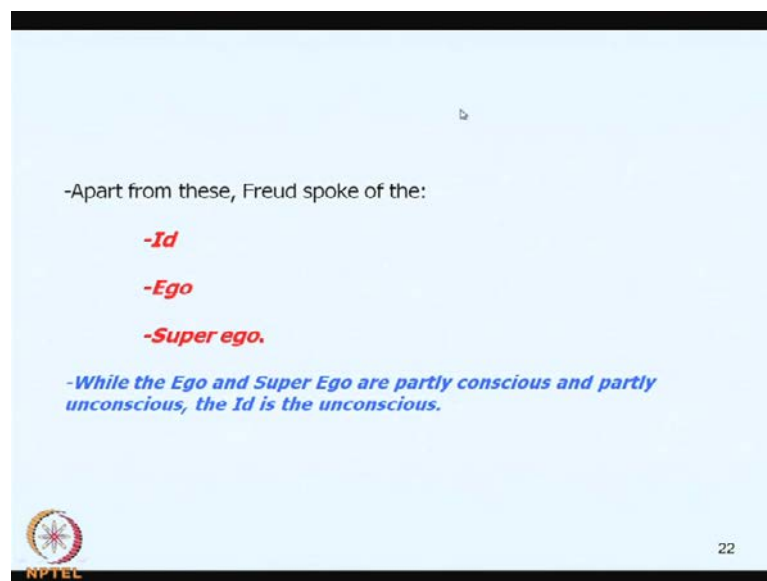 -Apart from these, Freud spoke of the:
-Id
-Ego
-Super ego.
-While the Ego and Super Ego are partly conscious and partly
unconscious, the Id is the unconscious.
NPTEL
22